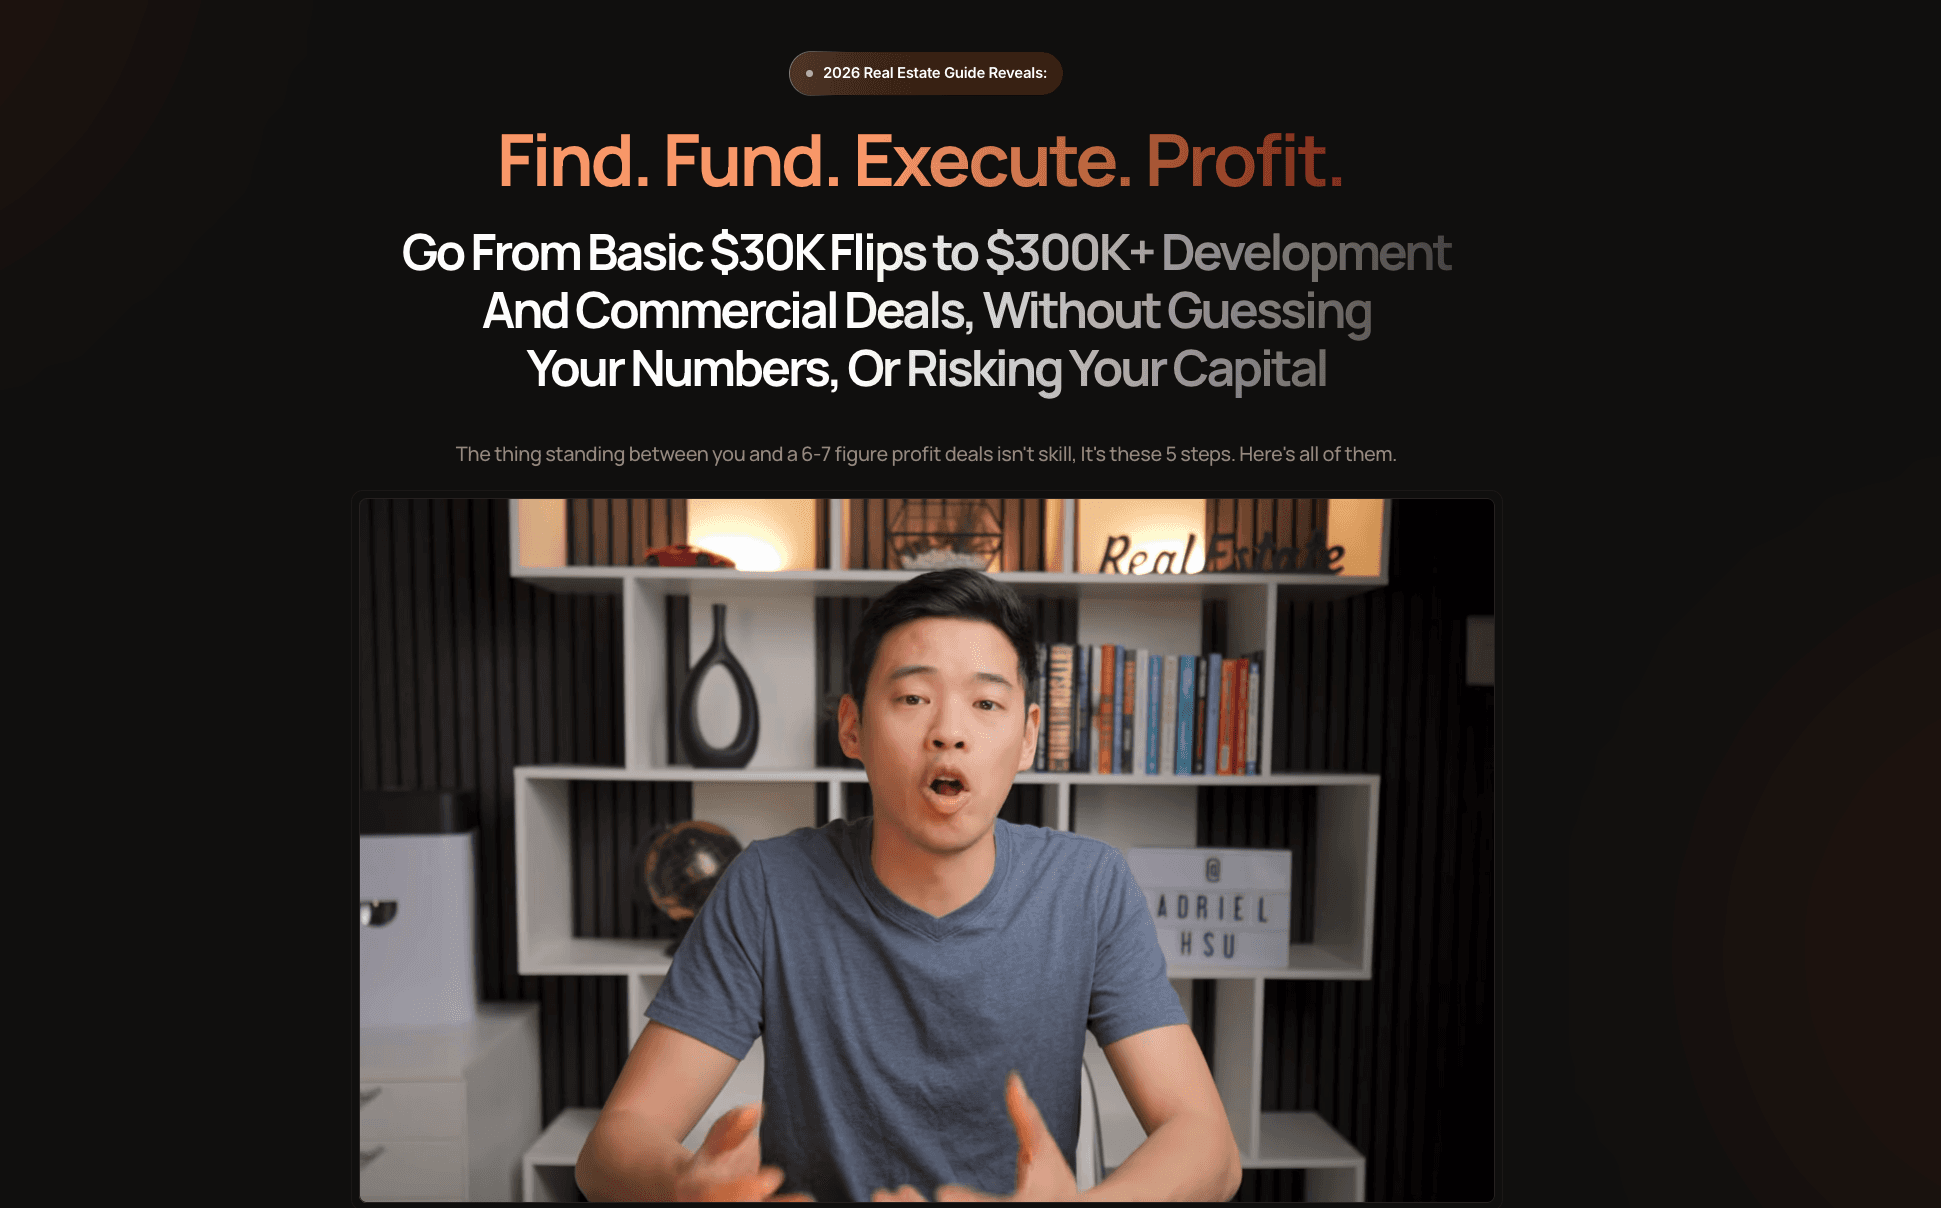 2026 Real Estate Guide Reveals:
Find. Fund. Execute. Profit.
Go From Basic $30K Flips to $300K+ Development
And Commercial Deals, Without Guessing
Your Numbers, Or Risking Your Capital
The thing standing between you and a 6-7 figure profit deals isn't skill, It's these 5 steps. Here's all of them.
Real Estate
@
ADRIEL
HSU